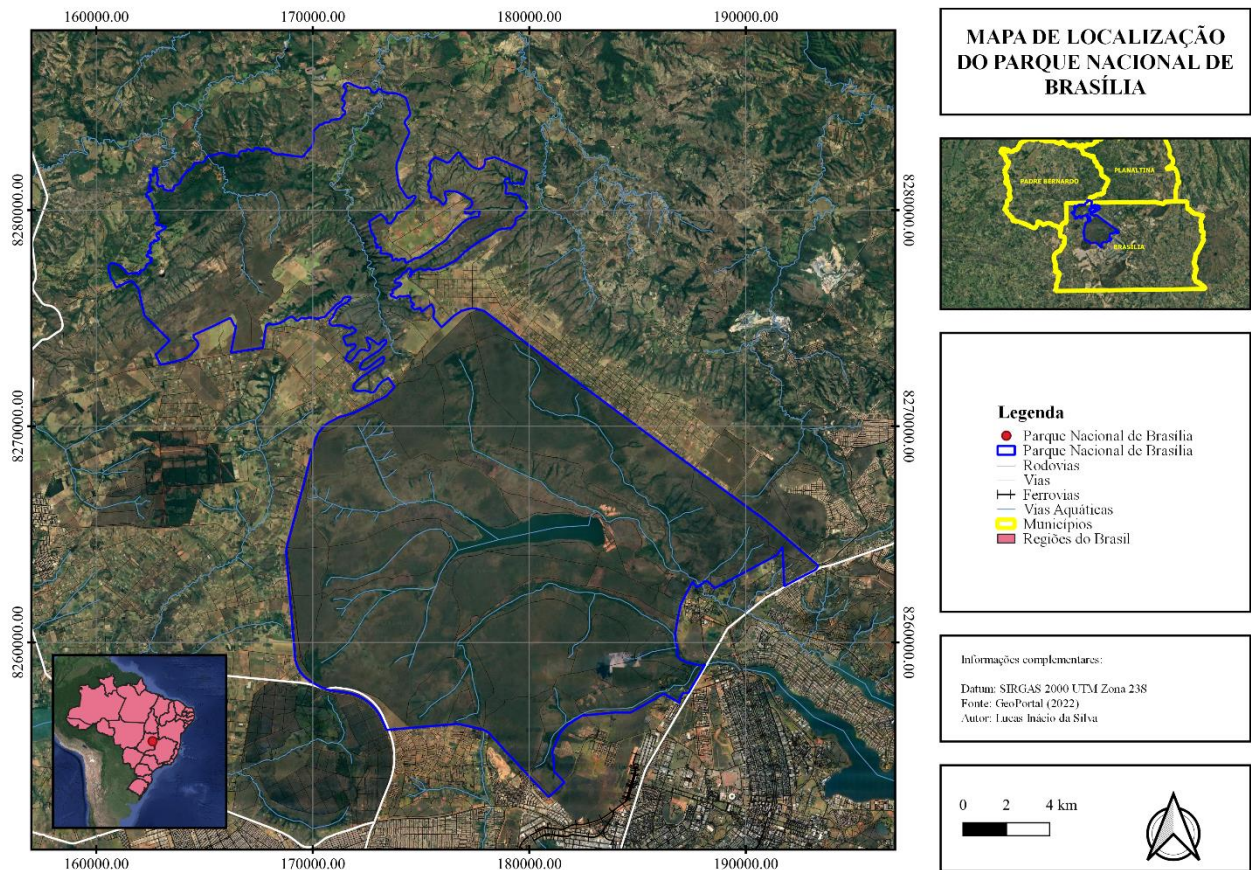 160000.00 170000.00 180000.00 190000.00
8280000.00 8280000.00
8270000.00 8270000.00
8260000.00 8260000.00
160000.00 170000.00 180000.00 190000.00
MAPA DE LOCALIZAÇÃO
DO PARQUE NACIONAL DE
BRASÍLIA
PADRE BERNARDO
PLANALTINA
BRASÍLIA
Legenda
Parque Nacional de Brasília
Parque Nacional de Brasília
Rodovias
Vias
Ferrovias
Vias Aquáticas
Municípios
Regiões do Brasil
Informações complementares:
Datum: SIRGAS 2000 UTM Zona 23S
Fonte: GeoPortal (2022)
Autor: Lucas Inácio da Silva
0 2 4 km